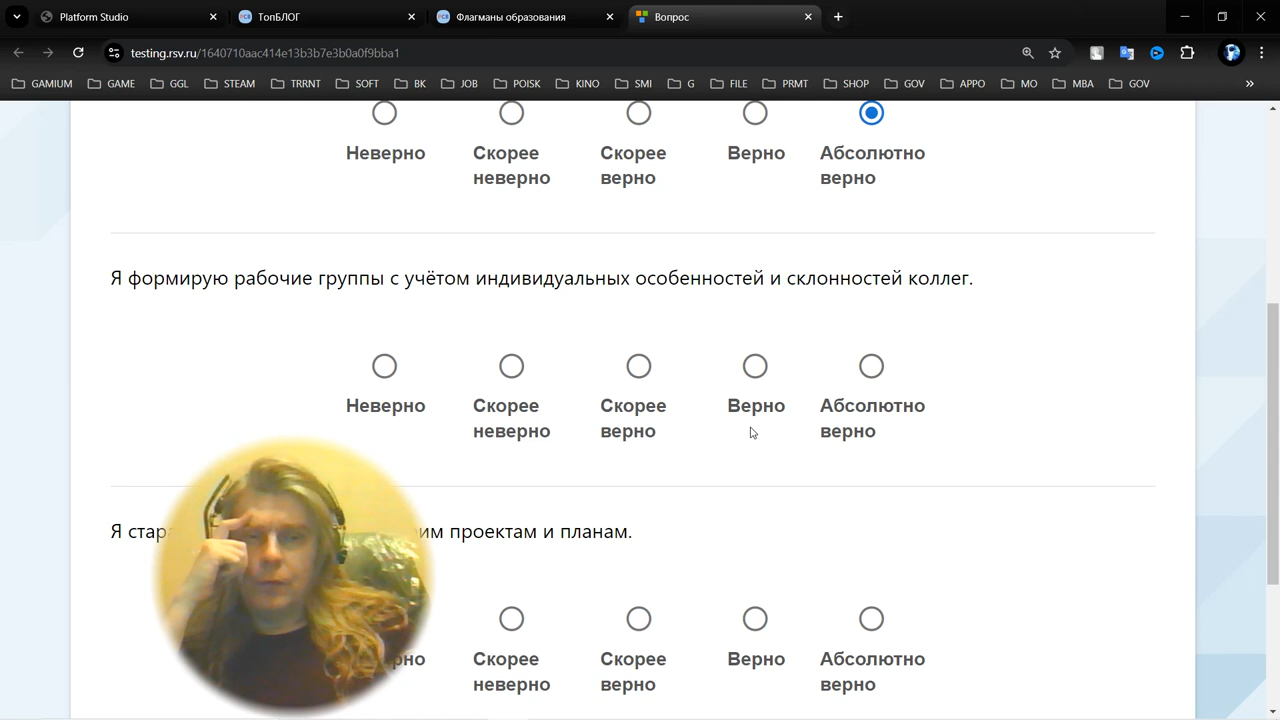 Platform Studio
ТопБЛОГ
Флагманы образования
Вопрос
testing.rsv.ru/1640710aac414e13b3b7e3b0a0f9bba1
GAMIUM GAME GGL STEAM TRRNT SOFT BK JOB POISK KINO SMI G FILE PRMT SHOP GOV APPO MO MBA GOV
Неверно
Скорее неверно
Скорее верно
Верно
Абсолютно верно
Я формирую рабочие группы с учётом индивидуальных особенностей и склонностей коллег.
Неверно
Скорее неверно
Скорее верно
Верно
Абсолютно верно
Я проектам и планам.
Скорее неверно
Скорее верно
Верно
Абсолютно верно